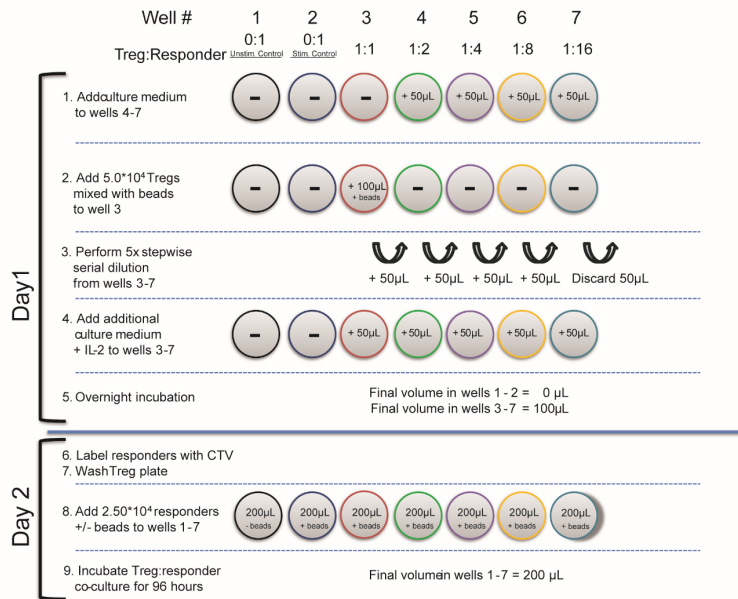 Well # 1 2 3 4 5 6 7
Treg:Responder 0:1 0:1 1:1 1:2 1:4 1:8 1:16
Unstim. Control Stim. Control
Day1
1. Addculture medium
to wells 4-7
- - - + 50µL + 50µL + 50µL + 50µL
2. Add 5.0*10⁴ Tregs
mixed with beads
to well 3
- - + 100µL - - - -
+ beads
3. Perform 5x stepwise
serial dilution
from wells 3-7
+ 50µL + 50µL + 50µL + 50µL Discard 50µL
4. Add additional
culture medium
+ IL-2 to wells 3-7
- - + 50µL +50µL +50µL +50µL +50µL
5. Overnight incubation
Final volume in wells 1 - 2 = 0 µL
Final volume in wells 3-7 = 100µL
Day 2
6. Label responders with CTV
7. WashTreg plate
8. Add 2.50*10⁴ responders
+/- beads to wells 1-7
200µL 200µL 200µL 200µL 200µL 200µL 200µL
- beads + beads + beads + beads + beads + beads + beads
9. Incubate Treg:responder
co-culture for 96 hours
Final volumein wells 1-7 = 200 µL